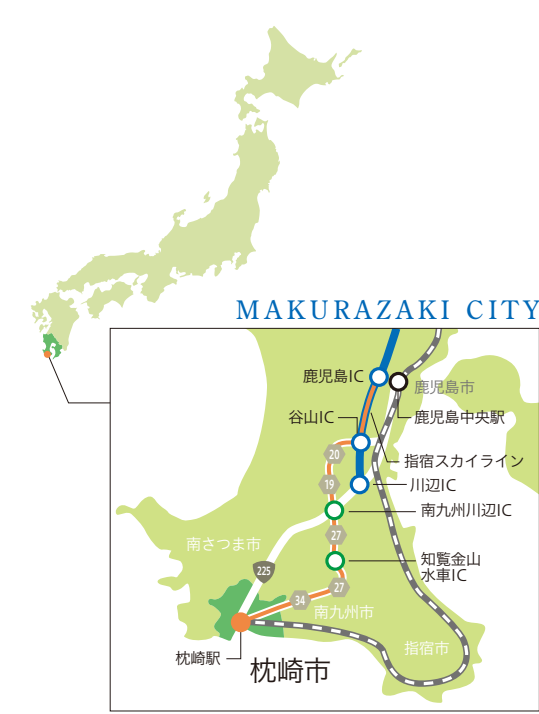 MAKURAZAKI CITY
鹿児島IC
鹿児島市
谷山IC
鹿児島中央駅
20
指宿スカイライン
19
川辺IC
南九州川辺IC
27
南さつま市
知覧金山
水車IC
225
27
34
南九州市
指宿市
枕崎駅
枕崎市